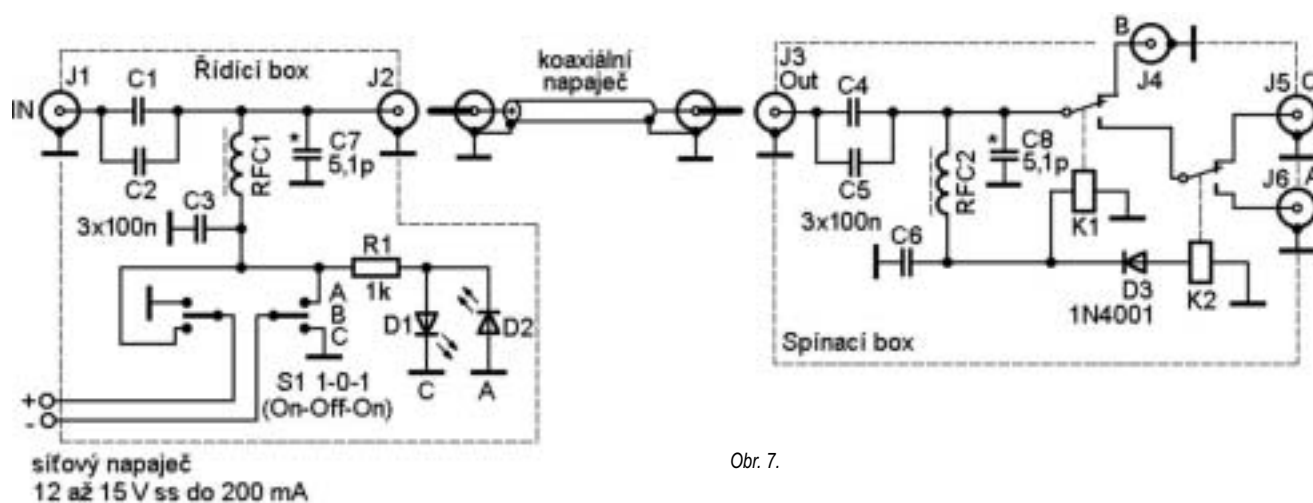 IN
J1
C1
C2
Řídící box
J2
RFC1
C7
5,1p
*
C3
3x100n
R1
1k
A
B
C
D1
D2
C
A
S1 1-0-1
(On-Off-On)
+
-
síťový napaječ
12 až 15 V ss do 200 mA
koaxiální
napaječ
J3
Out
C4
C5
3x100n
RFC2
C6
*
C8
5,1p
K1
D3
1N4001
K2
B
J4
J5
C
A
J6
Spínací box
Obr. 7.